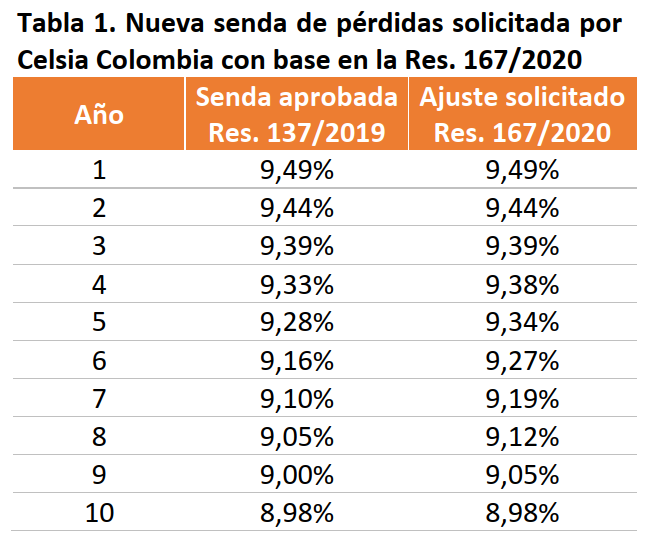 Tabla 1. Nueva senda de pérdidas solicitada por
Celsia Colombia con base en la Res. 167/2020
Año Senda aprobada Ajuste solicitado
Res. 137/2019 Res. 167/2020
1 9,49% 9,49%
2 9,44% 9,44%
3 9,39% 9,39%
4 9,33% 9,38%
5 9,28% 9,34%
6 9,16% 9,27%
7 9,10% 9,19%
8 9,05% 9,12%
9 9,00% 9,05%
10 8,98% 8,98%